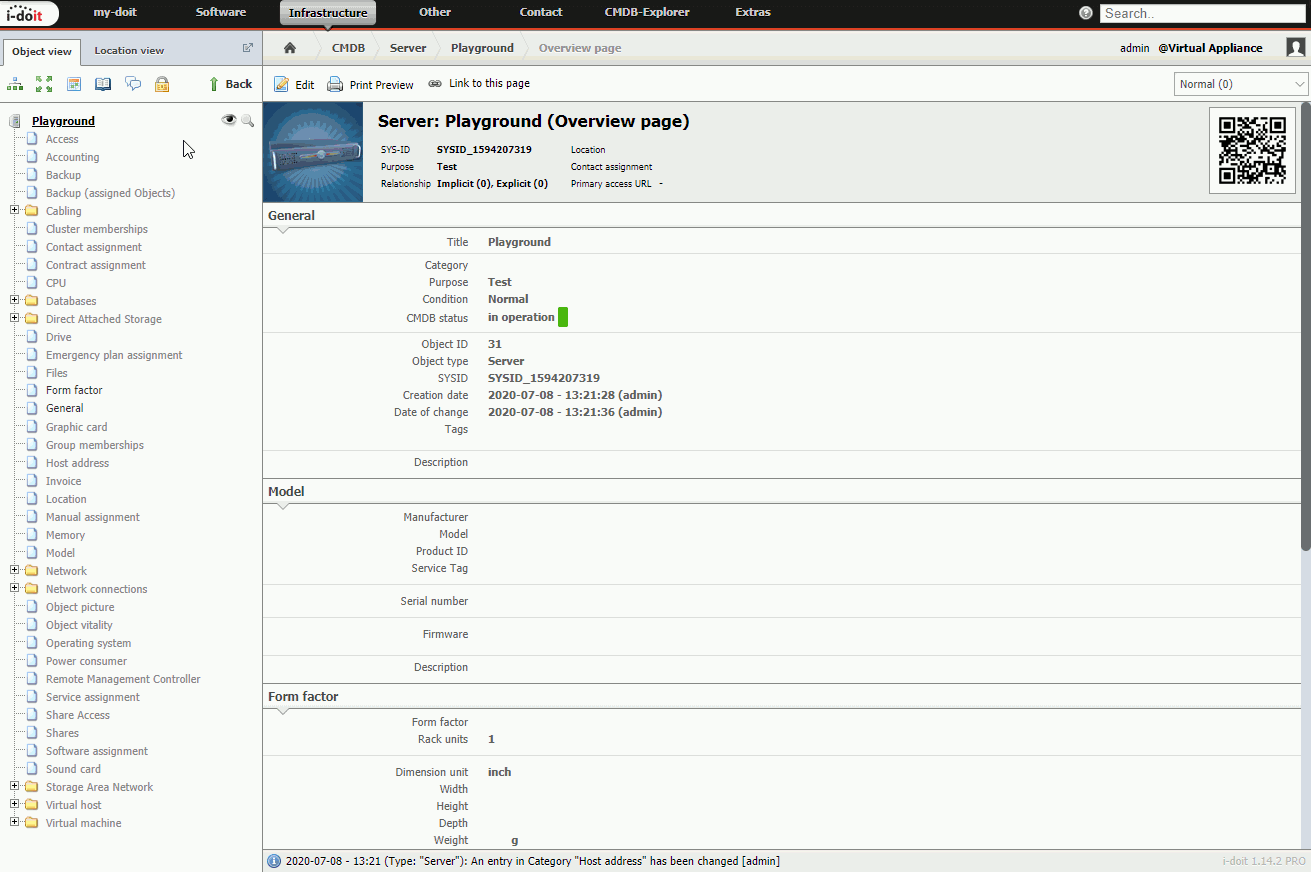 i-doit my-doit Software Infrastructure Other Contact CMDB-Explorer Extras Search..
Object view Location view
CMDB Server Playground Overview page admin @Virtual Appliance
Back
Edit Print Preview Link to this page Normal (0)
Playground
Access
Accounting
Backup
Backup (assigned Objects)
Cabling
Cluster memberships
Contact assignment
Contract assignment
CPU
Databases
Direct Attached Storage
Drive
Emergency plan assignment
Files
Form factor
General
Graphic card
Group memberships
Host address
Invoice
Location
Manual assignment
Memory
Model
Network
Network connections
Object picture
Object vitality
Operating system
Power consumer
Remote Management Controller
Service assignment
Share Access
Shares
Software assignment
Sound card
Storage Area Network
Virtual host
Virtual machine
Server: Playground (Overview page)
SYS-ID SYSID_1594207319 Location
Purpose Test Contact assignment
Relationship Implicit (0), Explicit (0) Primary access URL -
General
Title Playground
Category
Purpose Test
Condition Normal
CMDB status in operation
Object ID 31
Object type Server
SYSID SYSID_1594207319
Creation date 2020-07-08 - 13:21:28 (admin)
Date of change 2020-07-08 - 13:21:36 (admin)
Tags
Description
Model
Manufacturer
Model
Product ID
Service Tag
Serial number
Firmware
Description
Form factor
Form factor
Rack units 1
Dimension unit inch
Width
Height
Depth
Weight g
2020-07-08 - 13:21 (Type: "Server"): An entry in Category "Host address" has been changed [admin] i-doit 1.14.2 PRO